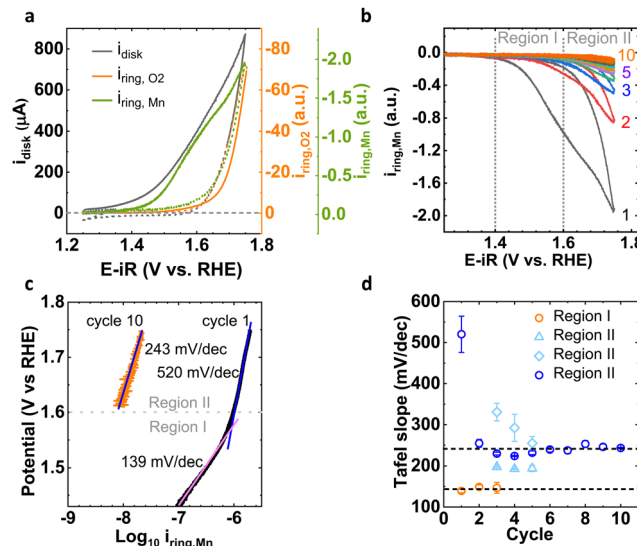 a
800
600
400
200
0
i_disk (µA)
i_disk
i_ring, O2
i_ring, Mn
-80
-60
-40
-20
0
i_ring,O2 (a.u.)
-2.0
-1.5
-1.0
-0.5
0.0
i_ring,Mn (a.u.)
1.2 1.4 1.6 1.8
E-iR (V vs. RHE)
b
Region I Region II
0.0
-0.4
-0.8
-1.2
-1.6
-2.0
i_ring,Mn (a.u.)
10
5
3
2
1
1.4 1.6 1.8
E-iR (V vs. RHE)
c
1.8
1.7
1.6
1.5
Potential (V vs RHE)
cycle 10 cycle 1
243 mV/dec
520 mV/dec
Region II
Region I
139 mV/dec
-9 -8 -7 -6
Log10 i_ring,Mn
d
600
500
400
300
200
100
Tafel slope (mV/dec)
Region I
Region II
Region II
Region II
0 2 4 6 8 10
Cycle